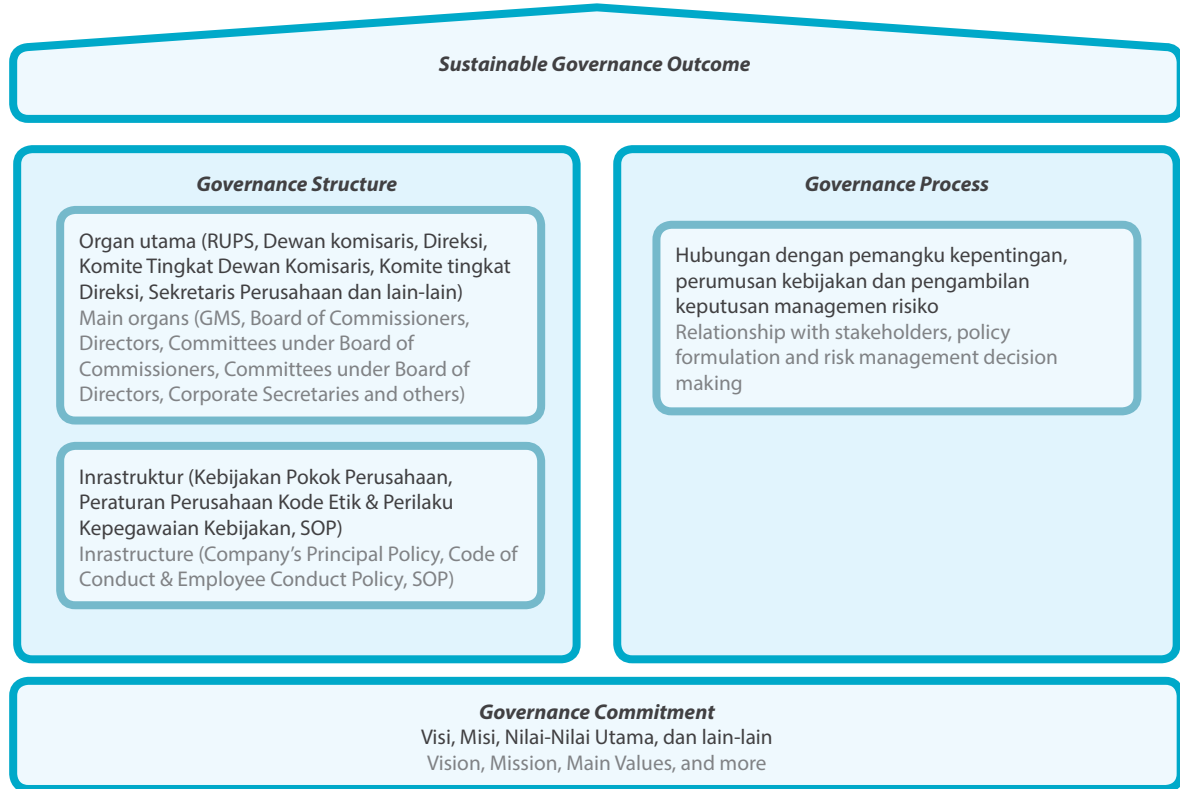 Sustainable Governance Outcome
Governance Structure
Organ utama (RUPS, Dewan komisaris, Direksi,
Komite Tingkat Dewan Komisaris, Komite tingkat
Direksi, Sekretaris Perusahaan dan lain-lain)
Main organs (GMS, Board of Commissioners,
Directors, Committees under Board of
Commissioners, Committees under Board of
Directors, Corporate Secretaries and others)
Inrastruktur (Kebijakan Pokok Perusahaan,
Peraturan Perusahaan Kode Etik & Perilaku
Kepegawaian Kebijakan, SOP)
Inrastructure (Company’s Principal Policy, Code of
Conduct & Employee Conduct Policy, SOP)
Governance Process
Hubungan dengan pemangku kepentingan,
perumusan kebijakan dan pengambilan
keputusan managemen risiko
Relationship with stakeholders, policy
formulation and risk management decision
making
Governance Commitment
Visi, Misi, Nilai-Nilai Utama, dan lain-lain
Vision, Mission, Main Values, and more